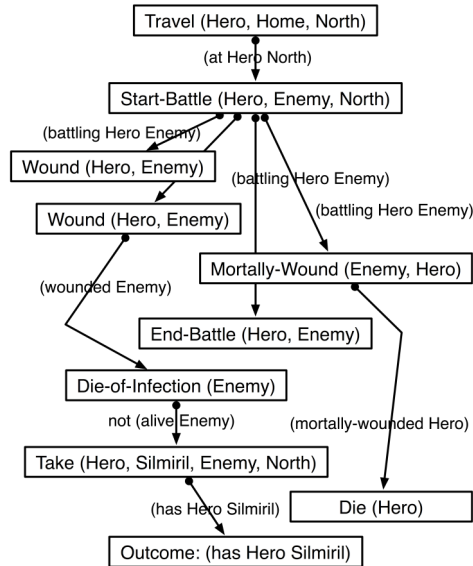 Travel (Hero, Home, North)
(at Hero North)
Start-Battle (Hero, Enemy, North)
(battling Hero Enemy)
Wound (Hero, Enemy)
(battling Hero Enemy)
Wound (Hero, Enemy)
(battling Hero Enemy)
Mortally-Wound (Enemy, Hero)
(wounded Enemy)
End-Battle (Hero, Enemy)
Die-of-Infection (Enemy)
not (alive Enemy)
(mortally-wounded Hero)
Take (Hero, Silmiril, Enemy, North)
(has Hero Silmiril)
Die (Hero)
Outcome: (has Hero Silmiril)